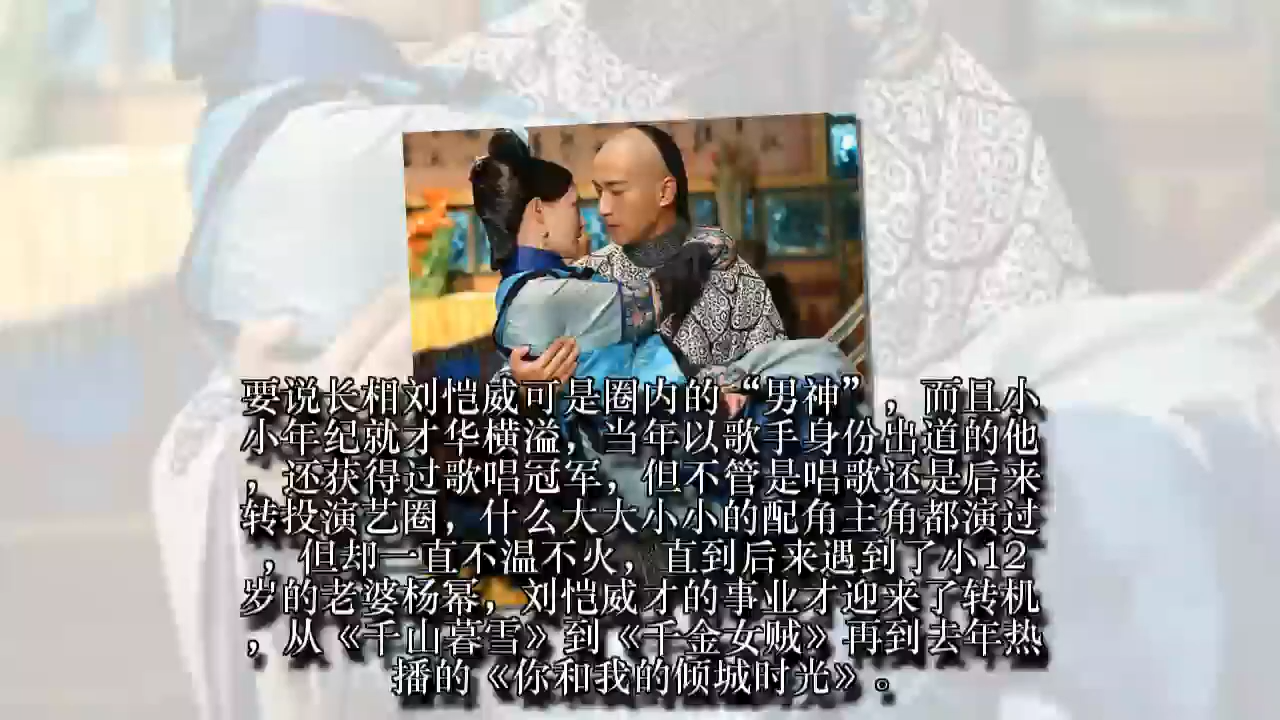 要说长相刘恺威可是圈内的“男神”，而且小
小年纪就才华横溢，当年以歌手身份出道的他
，还获得过歌唱冠军，但不管是唱歌还是后来
转投演艺圈，什么大大小小的配角主角都演过
，但却一直不温不火，直到后来遇到了小12
岁的老婆杨幂，刘恺威才的事业才迎来了转机
，从《千山暮雪》到《千金女贼》再到去年热
播的《你和我的倾城时光》。